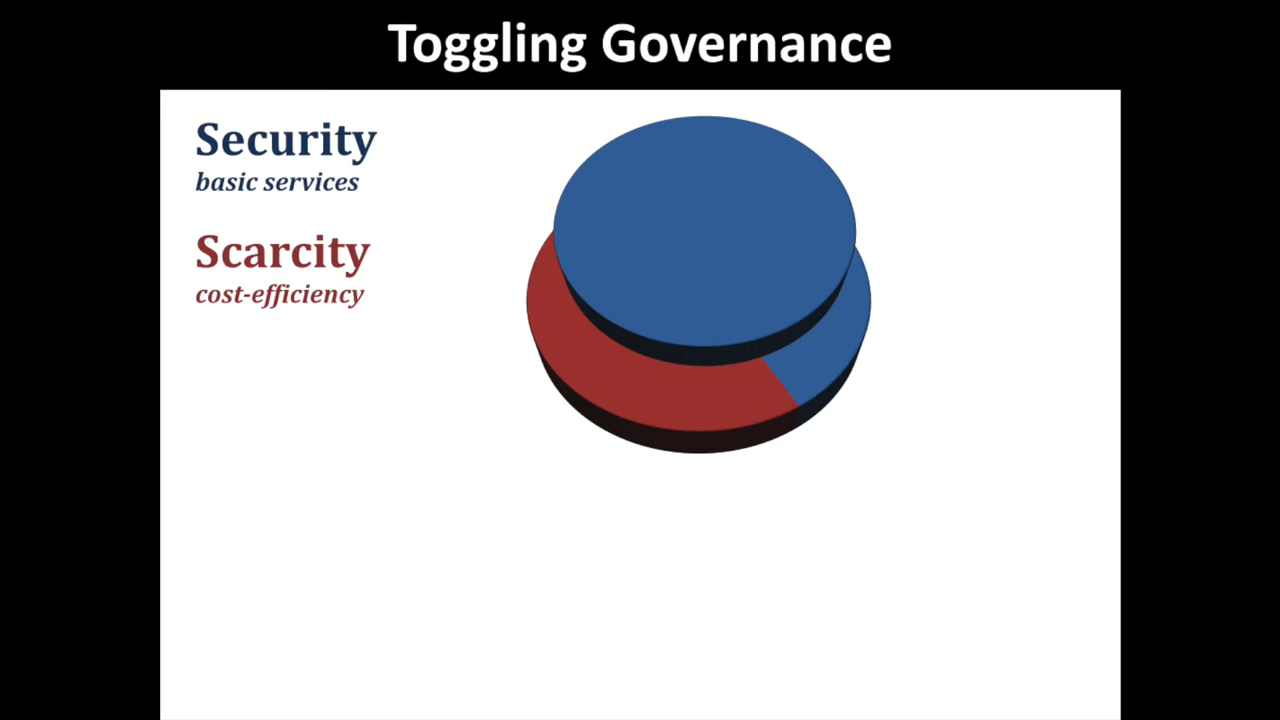 Toggling Governance
Security
basic services
Scarcity
cost-efficiency